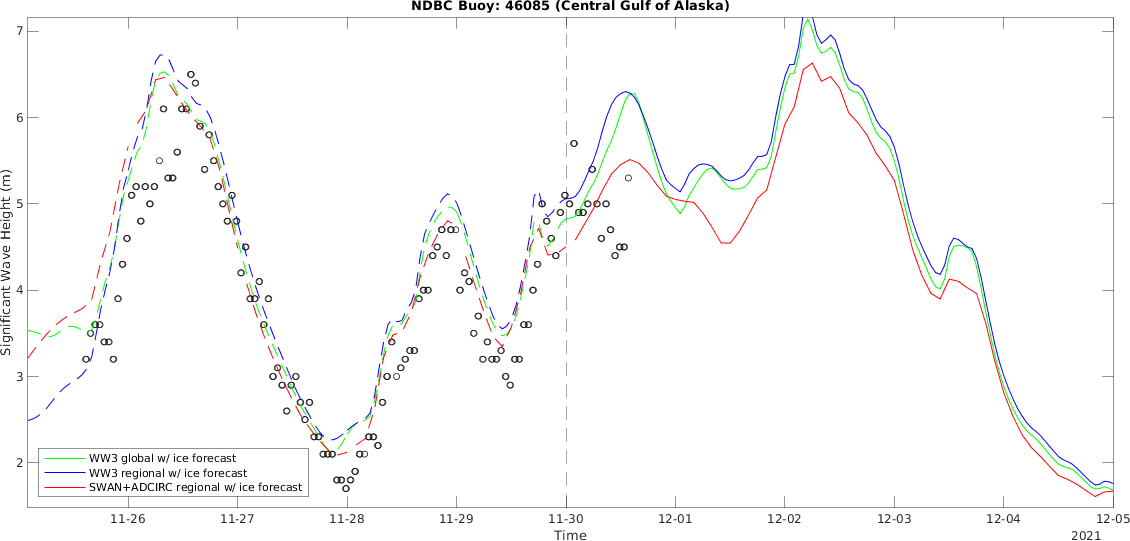 NDBC Buoy: 46085 (Central Gulf of Alaska)
7
6
5
4
3
2
Significant Wave Height (m)
WW3 global w/ ice forecast
WW3 regional w/ ice forecast
SWAN+ADCIRC regional w/ ice forecast
11-26 11-27 11-28 11-29 11-30 12-01 12-02 12-03 12-04 12-05
Time
2021